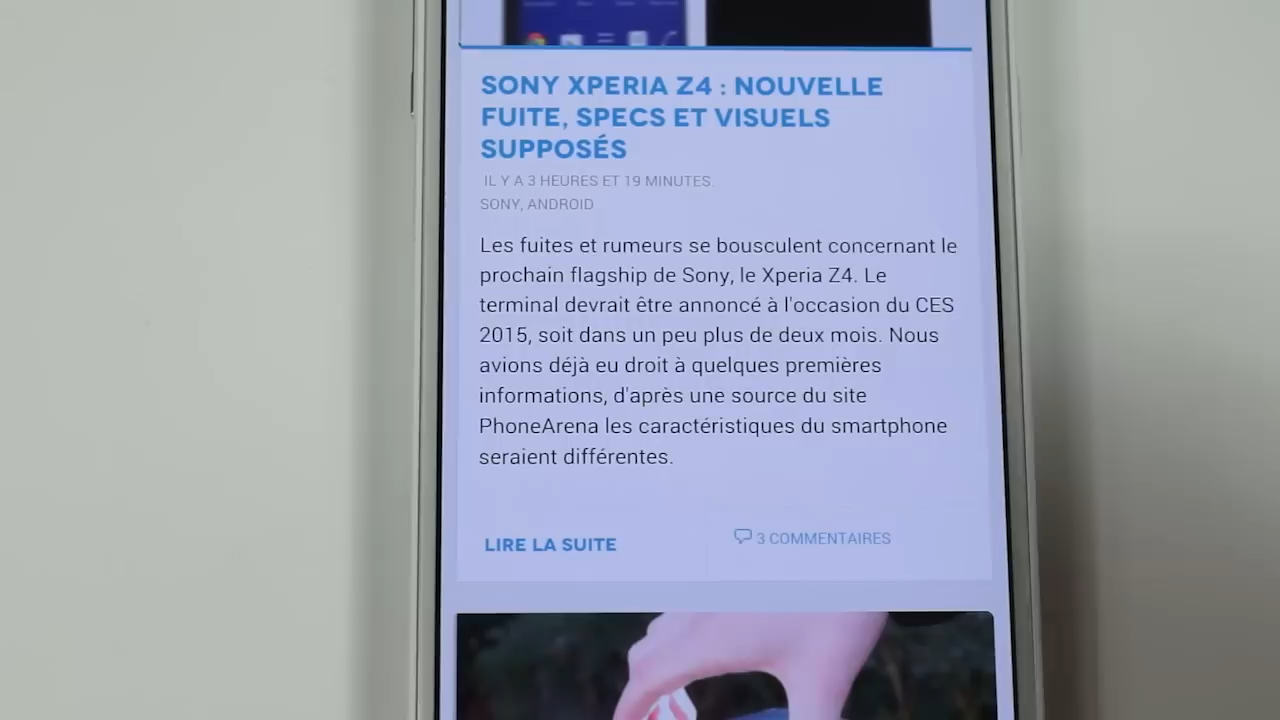 SONY XPERIA Z4 : NOUVELLE
FUITE, SPECS ET VISUELS
SUPPOSÉS
IL Y A 3 HEURES ET 19 MINUTES.
SONY, ANDROID
Les fuites et rumeurs se bousculent concernant le
prochain flagship de Sony, le Xperia Z4. Le
terminal devrait être annoncé à l'occasion du CES
2015, soit dans un peu plus de deux mois. Nous
avions déjà eu droit à quelques premières
informations, d'après une source du site
PhoneArena les caractéristiques du smartphone
seraient différentes.
LIRE LA SUITE
3 COMMENTAIRES